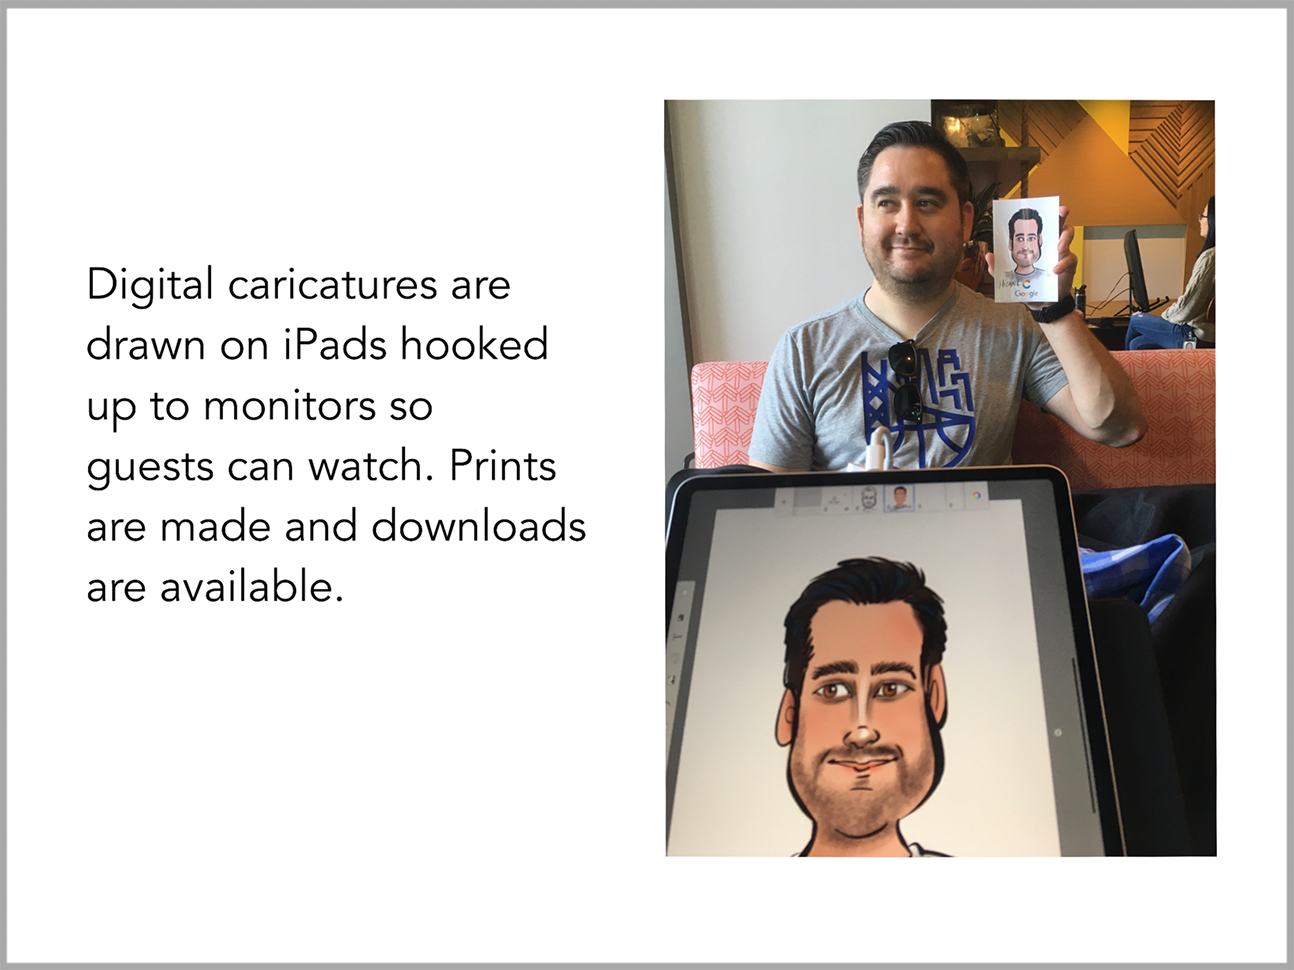 Digital caricatures are
drawn on iPads hooked
up to monitors so
guests can watch. Prints
are made and downloads
are available.
Google